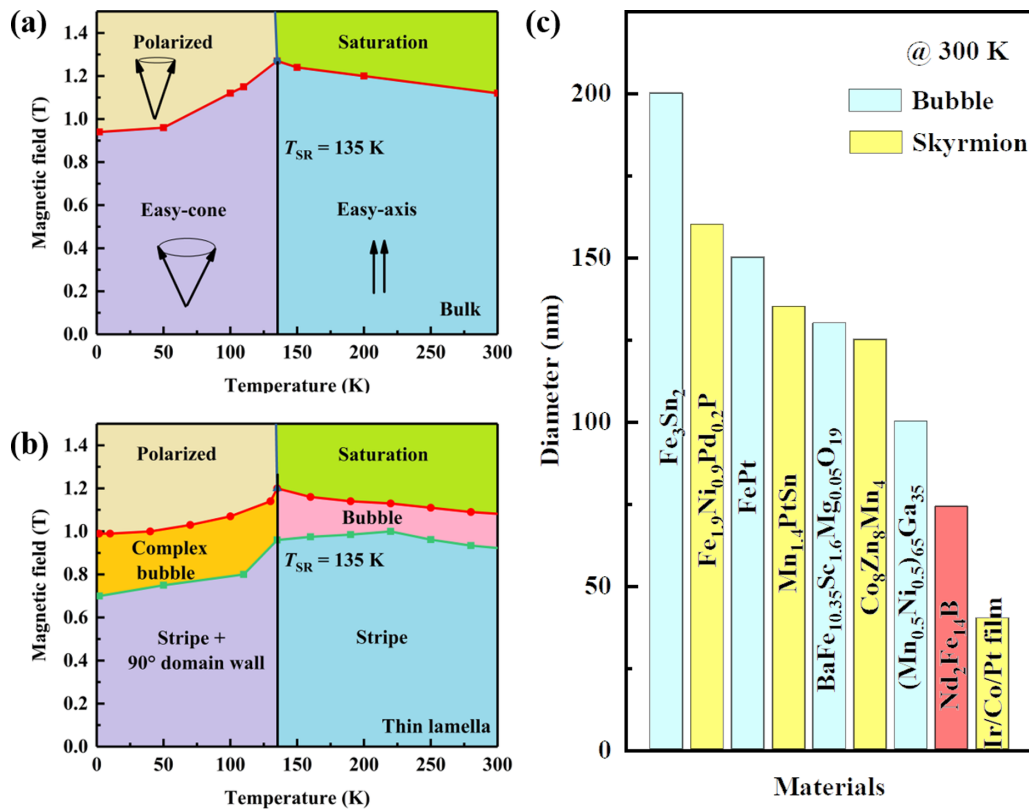 (a)
1.4
1.2
1.0
0.8
0.6
0.4
0.2
0.0
Magnetic field (T)
Polarized
Saturation
T_SR = 135 K
Easy-cone
Easy-axis
Bulk
0 50 100 150 200 250 300
Temperature (K)
(b)
1.4
1.2
1.0
0.8
0.6
0.4
0.2
0.0
Magnetic field (T)
Polarized
Saturation
Bubble
Complex
bubble
T_SR = 135 K
Stripe +
90° domain wall
Stripe
Thin lamella
0 50 100 150 200 250 300
Temperature (K)
(c)
@ 300 K
Bubble
Skyrmion
200
150
100
50
0
Diameter (nm)
Fe₃Sn₂
Fe₁.₉Ni₀.₉Pd₀.₂P
FePt
Mn₁.₄PtSn
BaFe₁₀.₃₅Sc₁.₆Mg₀.₀₅O₁₉
Co₈Zn₈Mn₄
(Mn₀.₅Ni₀.₅)₆₅Ga₃₅
Nd₂Fe₁₄B
Ir/Co/Pt film
Materials